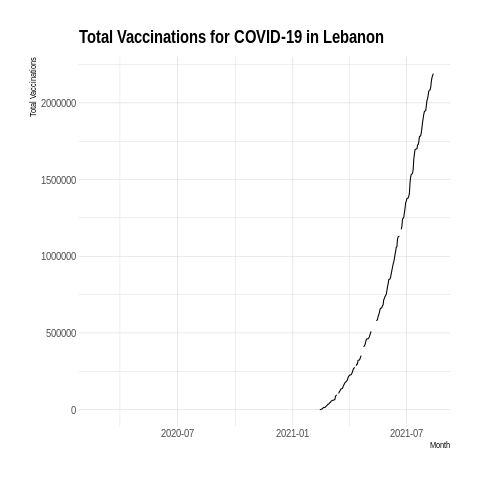 Total Vaccinations for COVID-19 in Lebanon
Total Vaccinations
2000000
1500000
1000000
500000
0
2020-07 2021-01 2021-07
Month